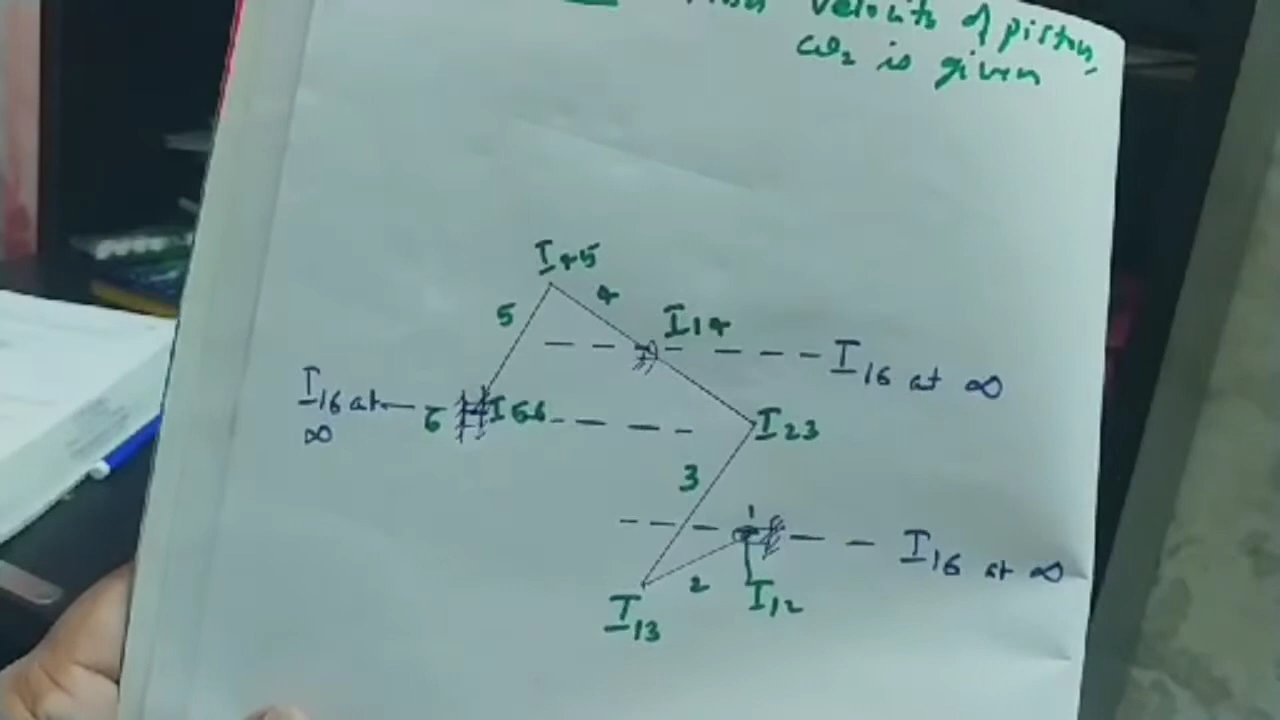 velocity of piston,
ω₂ is given
I₄₅
5
4
I₁₄
I₁₆ at ∞
I₁₆ at
∞
6
I₅₆
I₂₃
3
1
I₁₆ at ∞
2
I₁₂
I₁₃